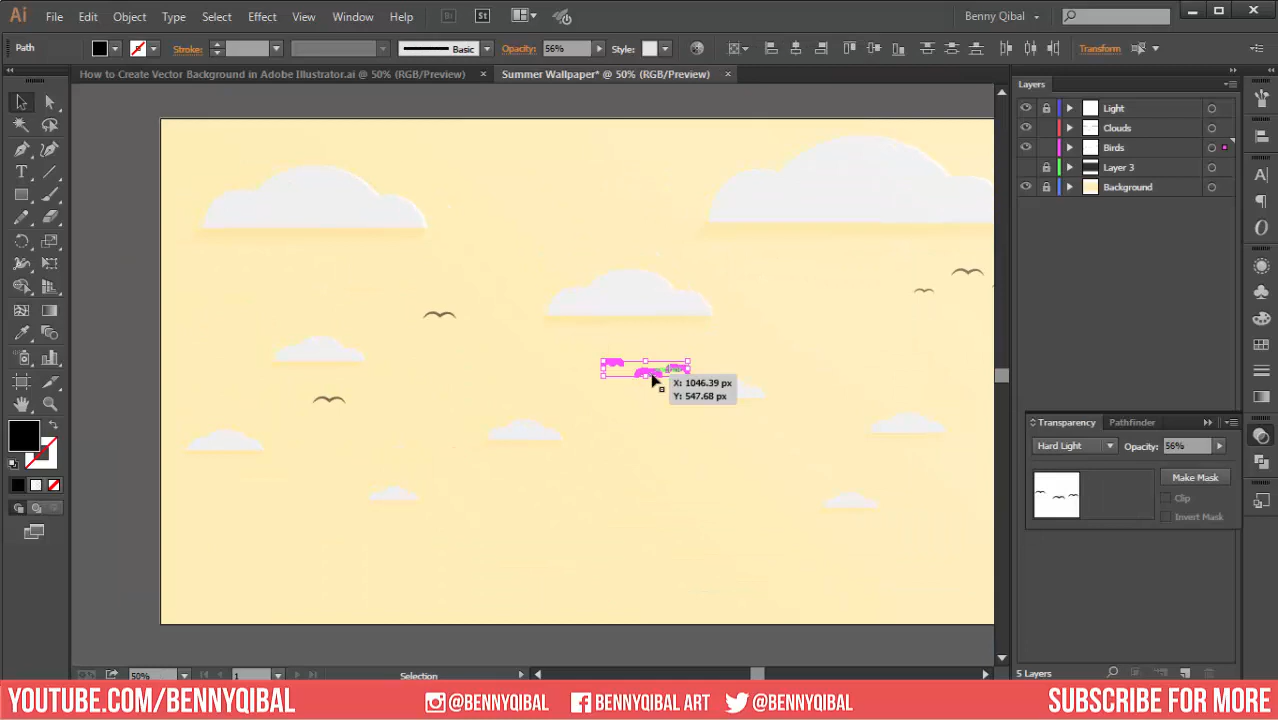 Ai File Edit Object Type Select Effect View Window Help Br St Benny Qibal
Path Stroke: Basic Opacity: 56% Style: Transform
How to Create Vector Background in Adobe Illustrator.ai @ 50% (RGB/Preview) × Summer Wallpaper* @ 50% (RGB/Preview) ×
Layers
Light
Clouds
Birds
Layer 3
Background
X: 1046.39 px
Y: 547.68 px
Transparency Pathfinder
Hard Light Opacity: 56%
Make Mask
Clip
Invert Mask
50% 1 Selection 5 Layers
YOUTUBE.COM/BENNYQIBAL @BENNYQIBAL BENNYQIBAL ART @BENNYQIBAL SUBSCRIBE FOR MORE